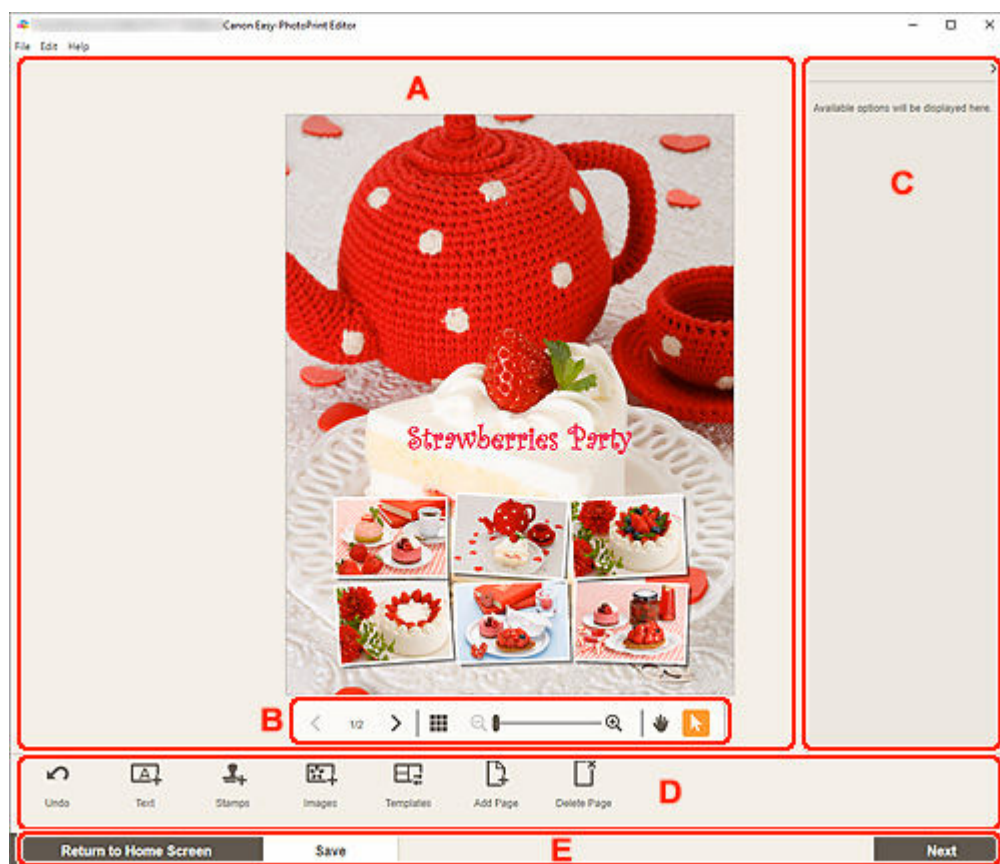 Canon Easy-PhotoPrint Editor
File Edit Help
A
Available options will be displayed here.
C
Strawberries Party
B
1/2
A
Undo Text Stamps Images Templates Add Page Delete Page
D
Return to Home Screen Save E Next